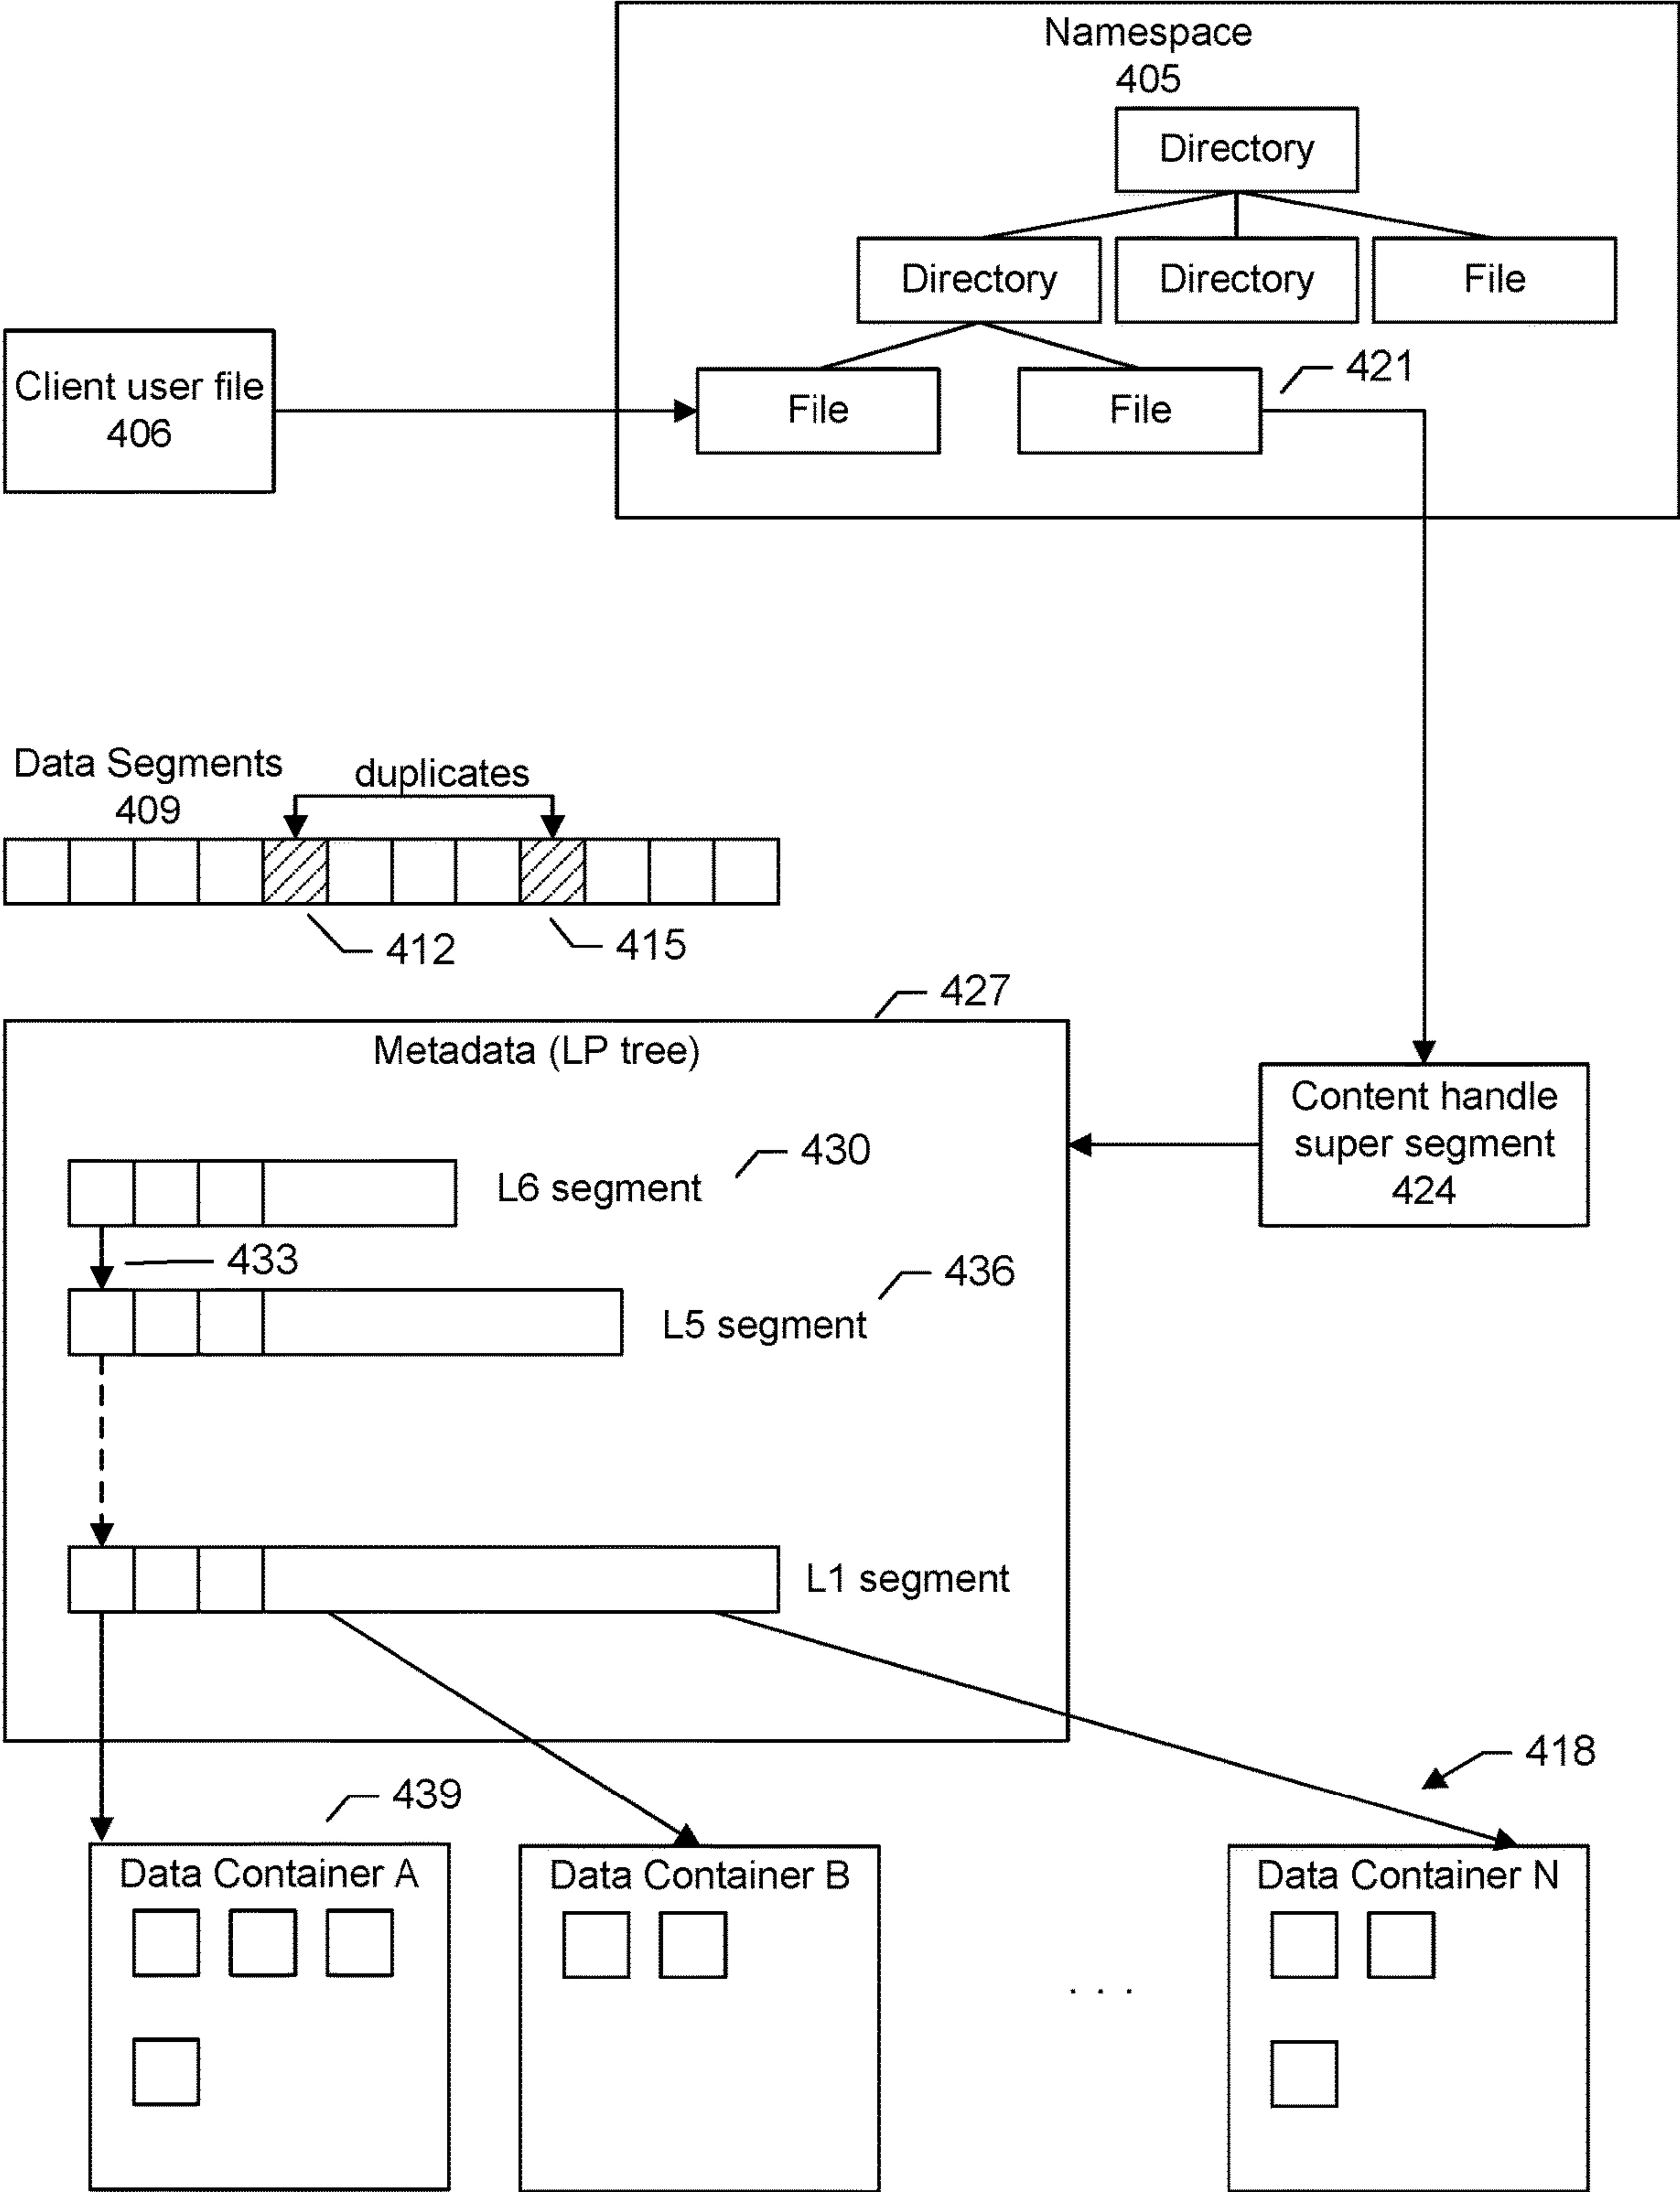 Namespace
405
Directory
Directory
Directory
File
Client user file
406
File
File
421
Data Segments
409
duplicates
412
415
427
Metadata (LP tree)
Content handle
super segment
424
L6 segment
430
433
L5 segment
436
L1 segment
418
439
Data Container A
Data Container B
. . .
Data Container N